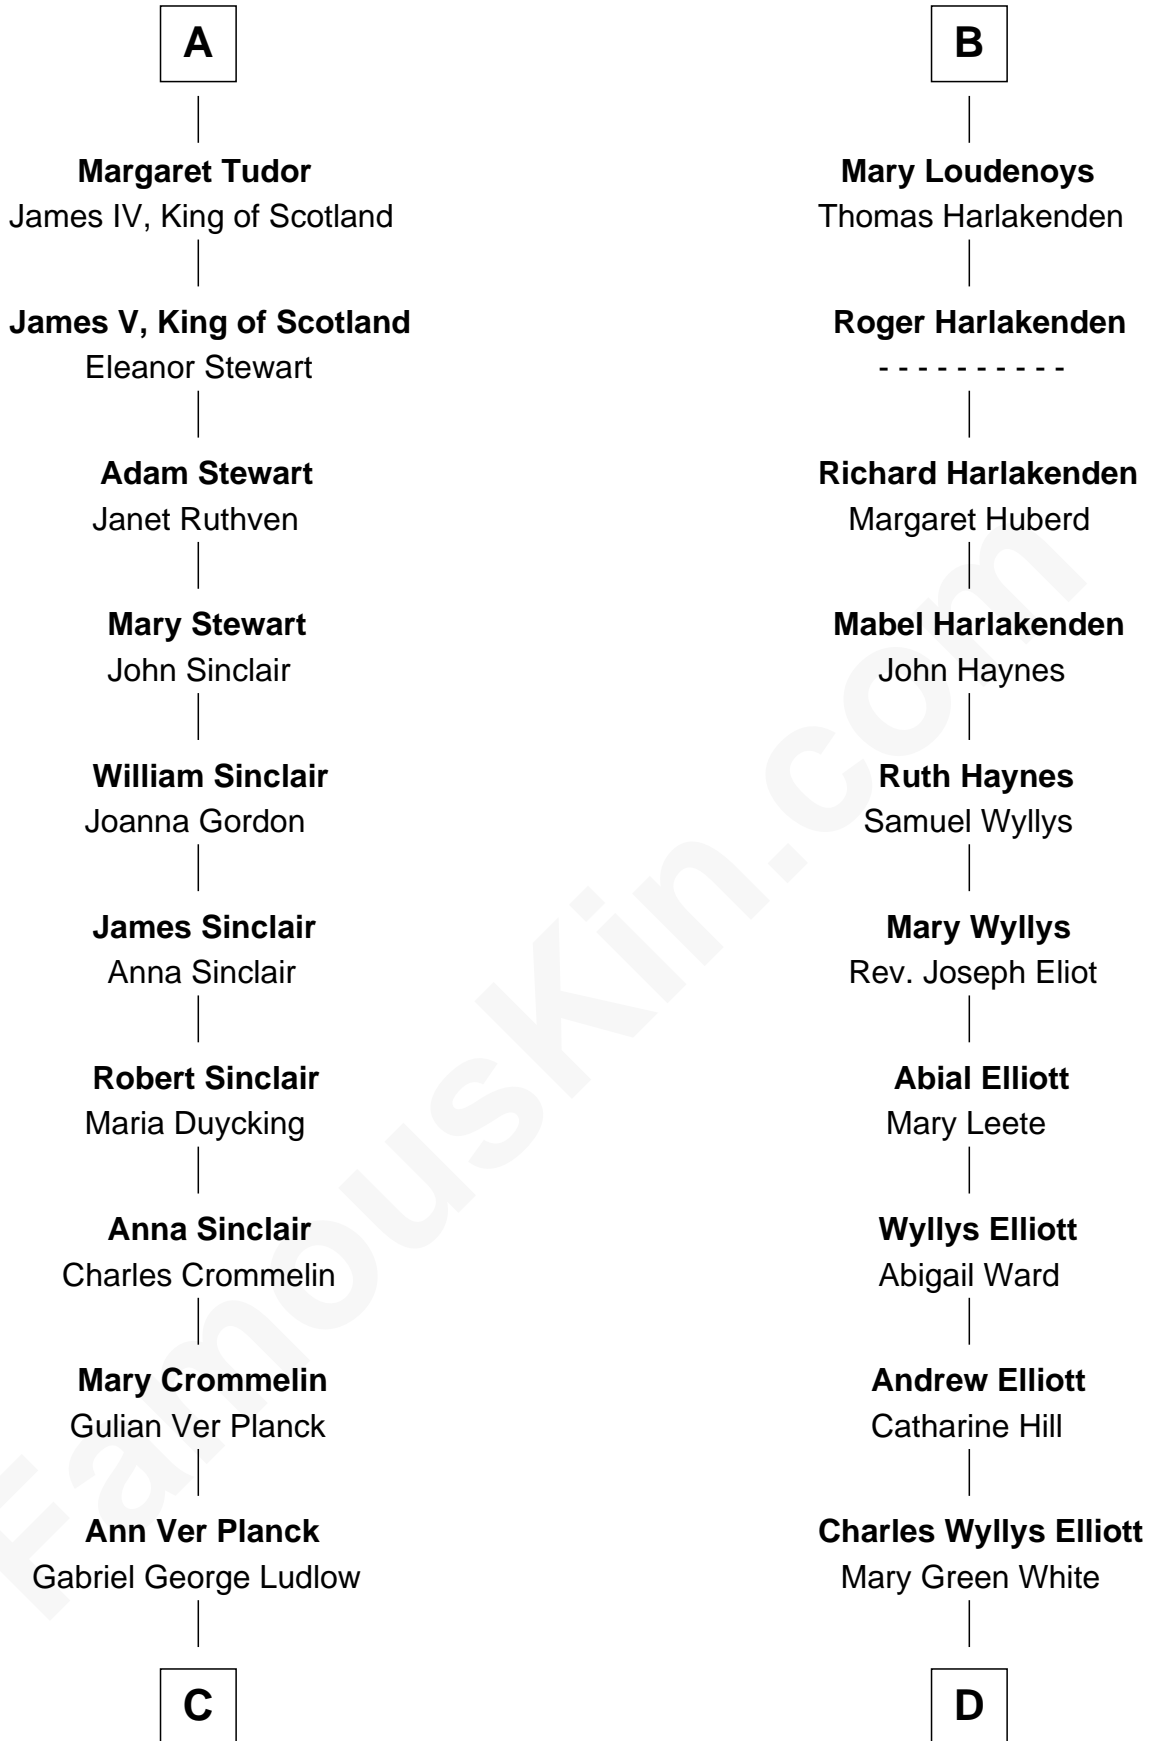 A
Margaret Tudor
James IV, King of Scotland
James V, King of Scotland
Eleanor Stewart
Adam Stewart
Janet Ruthven
Mary Stewart
John Sinclair
William Sinclair
Joanna Gordon
James Sinclair
Anna Sinclair
Robert Sinclair
Maria Duycking
Anna Sinclair
Charles Crommelin
Mary Crommelin
Gulian Ver Planck
Ann Ver Planck
Gabriel George Ludlow
C
B
Mary Loudenoys
Thomas Harlakenden
Roger Harlakenden
- - - - - - - - - -
Richard Harlakenden
Margaret Huberd
Mabel Harlakenden
John Haynes
Ruth Haynes
Samuel Wyllys
Mary Wyllys
Rev. Joseph Eliot
Abial Elliott
Mary Leete
Wyllys Elliott
Abigail Ward
Andrew Elliott
Catharine Hill
Charles Wyllys Elliott
Mary Green White
D
FamousKin.com